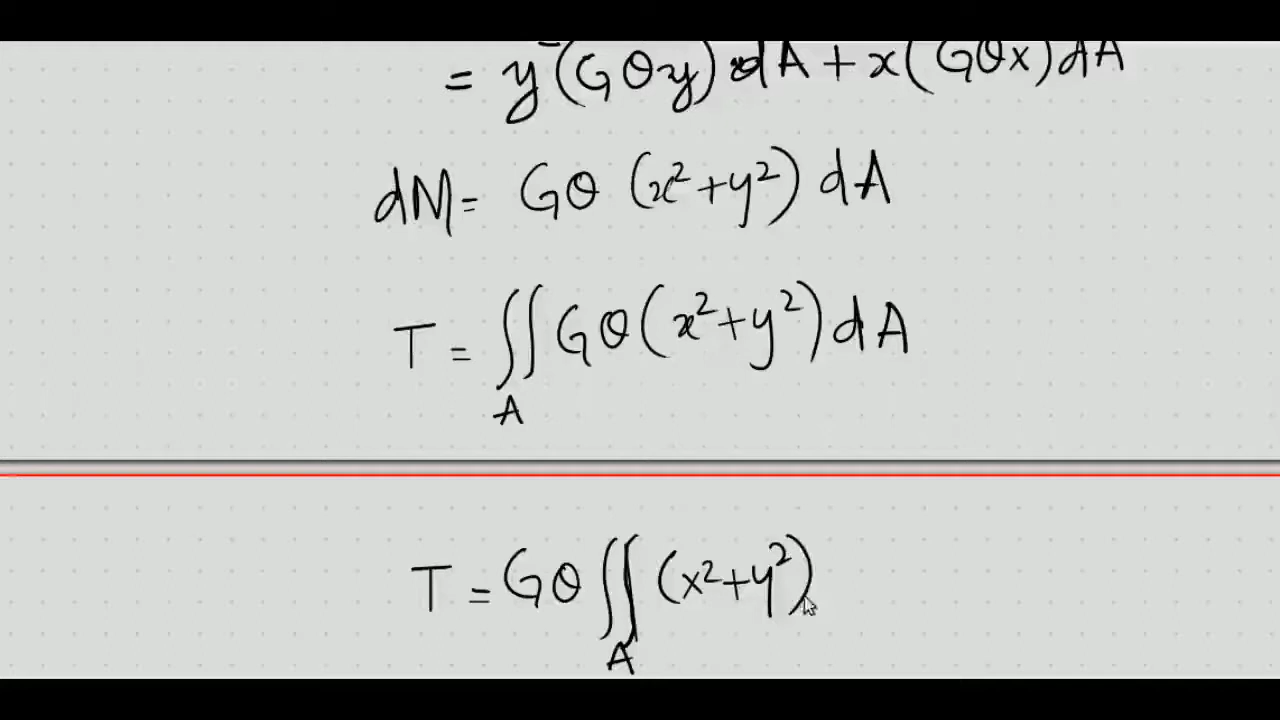 = y(Gθy) dA + x(Gθx) dA
dM = Gθ (x²+y²) dA
T = ∬ Gθ(x²+y²) dA
A
T = Gθ ∬ (x²+y²)
A